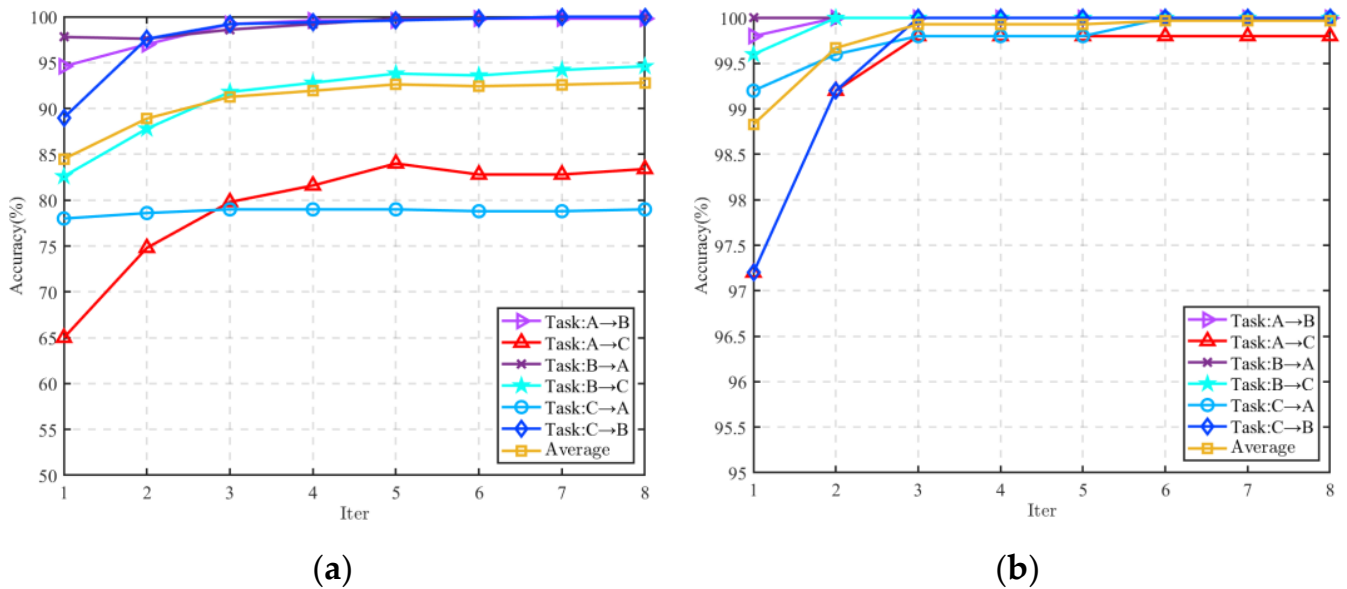 100
95
90
85
80
75
70
65
60
55
50
Accuracy(%)
1 2 3 4 5 6 7 8
Iter
Task:A→B
Task:A→C
Task:B→A
Task:B→C
Task:C→A
Task:C→B
Average
(a)
100
99.5
99
98.5
98
97.5
97
96.5
96
95.5
95
Accuracy(%)
1 2 3 4 5 6 7 8
Iter
Task:A→B
Task:A→C
Task:B→A
Task:B→C
Task:C→A
Task:C→B
Average
(b)